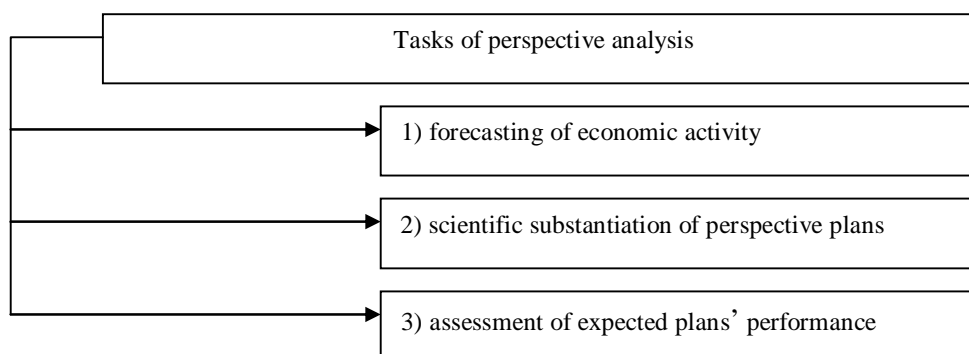 Tasks of perspective analysis
1) forecasting of economic activity
2) scientific substantiation of perspective plans
3) assessment of expected plans’ performance